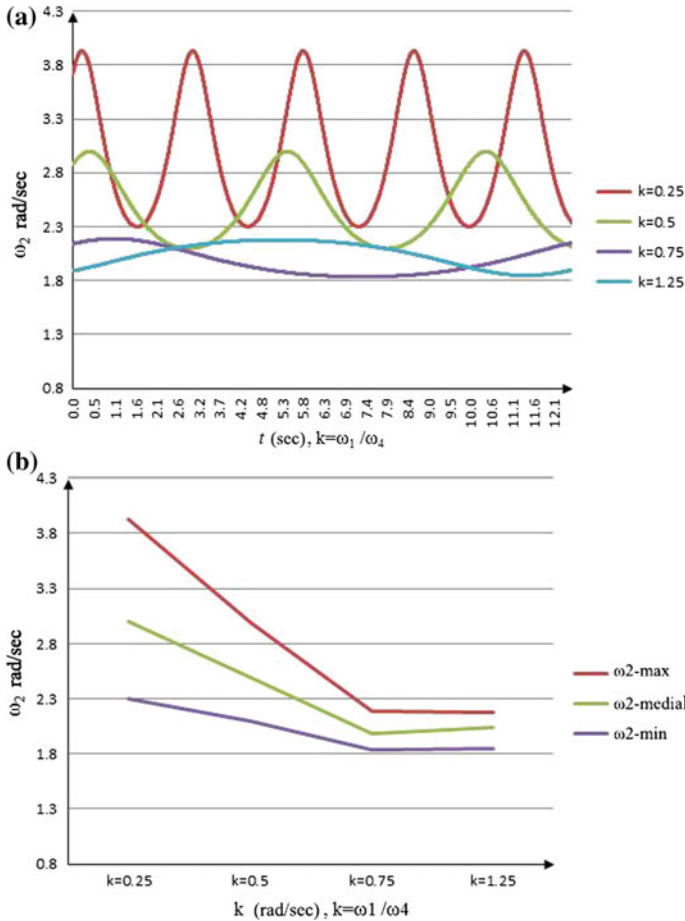 (a)
4.3
3.8
3.3
2.8
2.3
1.8
1.3
0.8
ω₂ rad/sec
0.0 0.5 1.1 1.6 2.1 2.6 3.2 3.7 4.2 4.8 5.3 5.8 6.3 6.9 7.4 7.9 8.4 9.0 9.5 10.0 10.6 11.1 11.6 12.1
t (sec), k=ω₁ /ω₄
k=0.25
k=0.5
k=0.75
k=1.25
(b)
4.3
3.8
3.3
2.8
2.3
1.8
1.3
0.8
ω₂ rad/sec
k=0.25 k=0.5 k=0.75 k=1.25
k (rad/sec), k=ω1 /ω4
ω2-max
ω2-medial
ω2-min